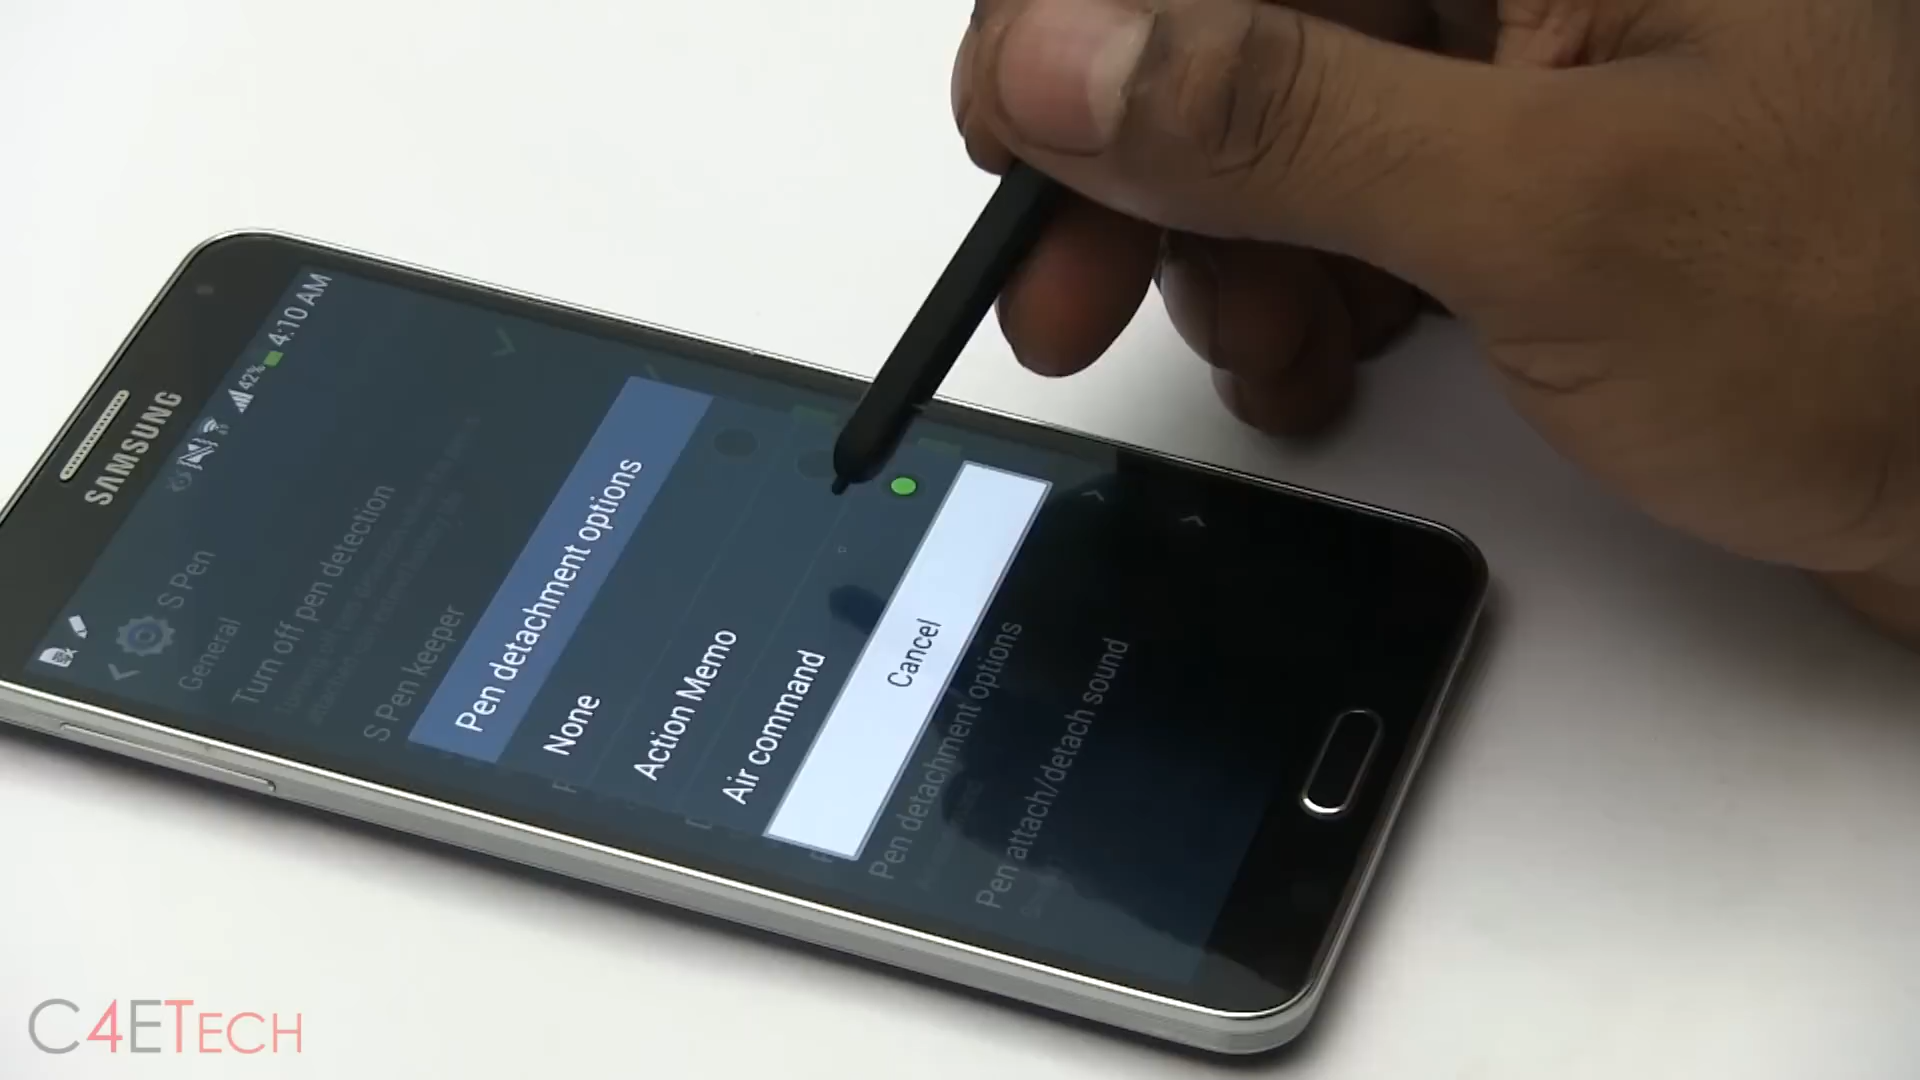 SAMSUNG
42% 4:10 AM
S Pen
General
Turn off pen detection
S Pen keeper
Pen detachment options
None
Action Memo
Air command
Cancel
Pen detachment options
Pen attach/detach sound
C4ETECH